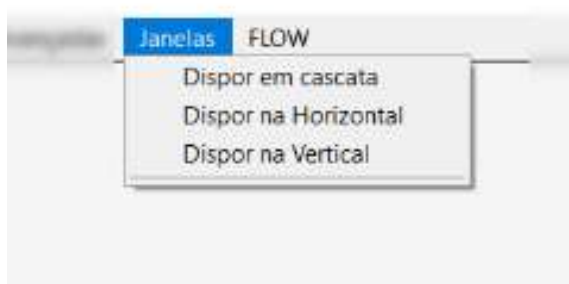 Janelas FLOW
Dispor em cascata
Dispor na Horizontal
Dispor na Vertical